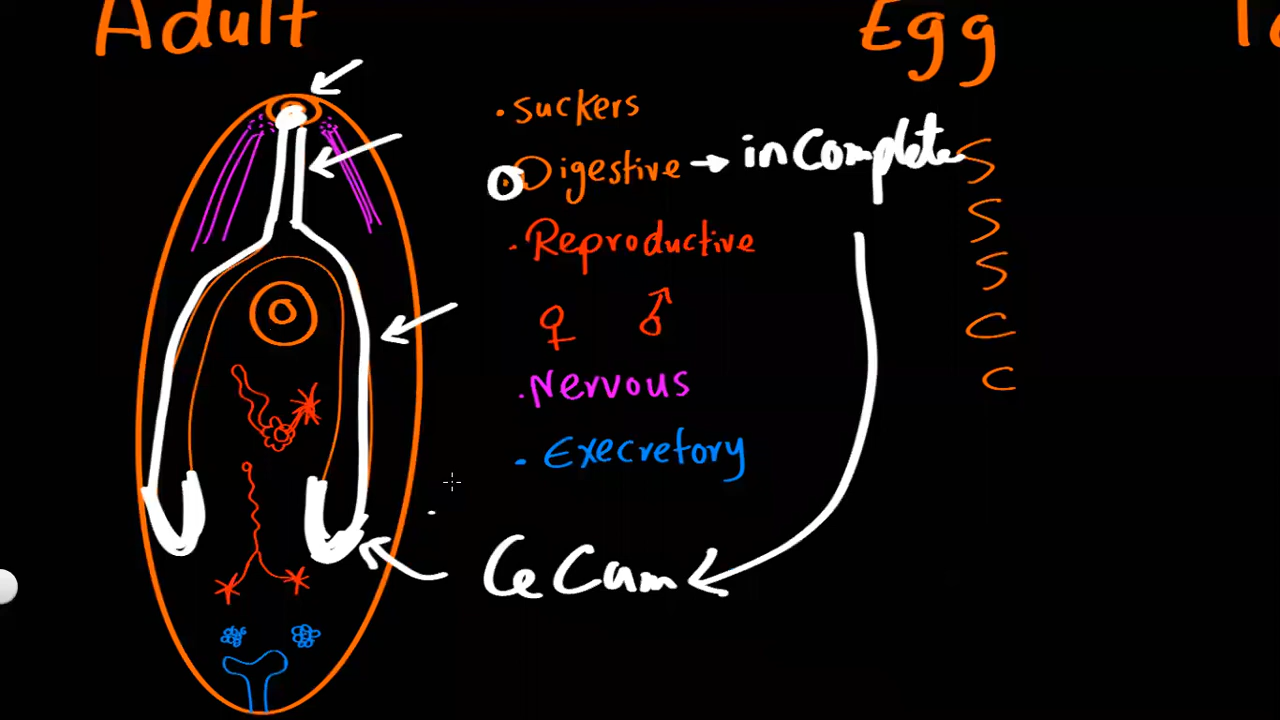 Adult
Egg
. Suckers
. Digestive → incomplete
. Reproductive
♀ ♂
. Nervous
. Execretory
CeCum
S
S
S
C
C